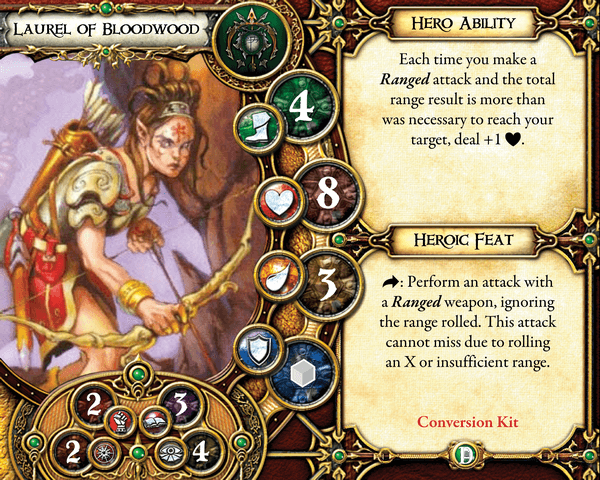 Laurel of Bloodwood
4
8
3
2
3
2
4
Hero Ability
Each time you make a
Ranged attack and the total
range result is more than
was necessary to reach your
target, deal +1 ♥.
Heroic Feat
: Perform an attack with
a Ranged weapon, ignoring
the range rolled. This attack
cannot miss due to rolling
an X or insufficient range.
Conversion Kit
D